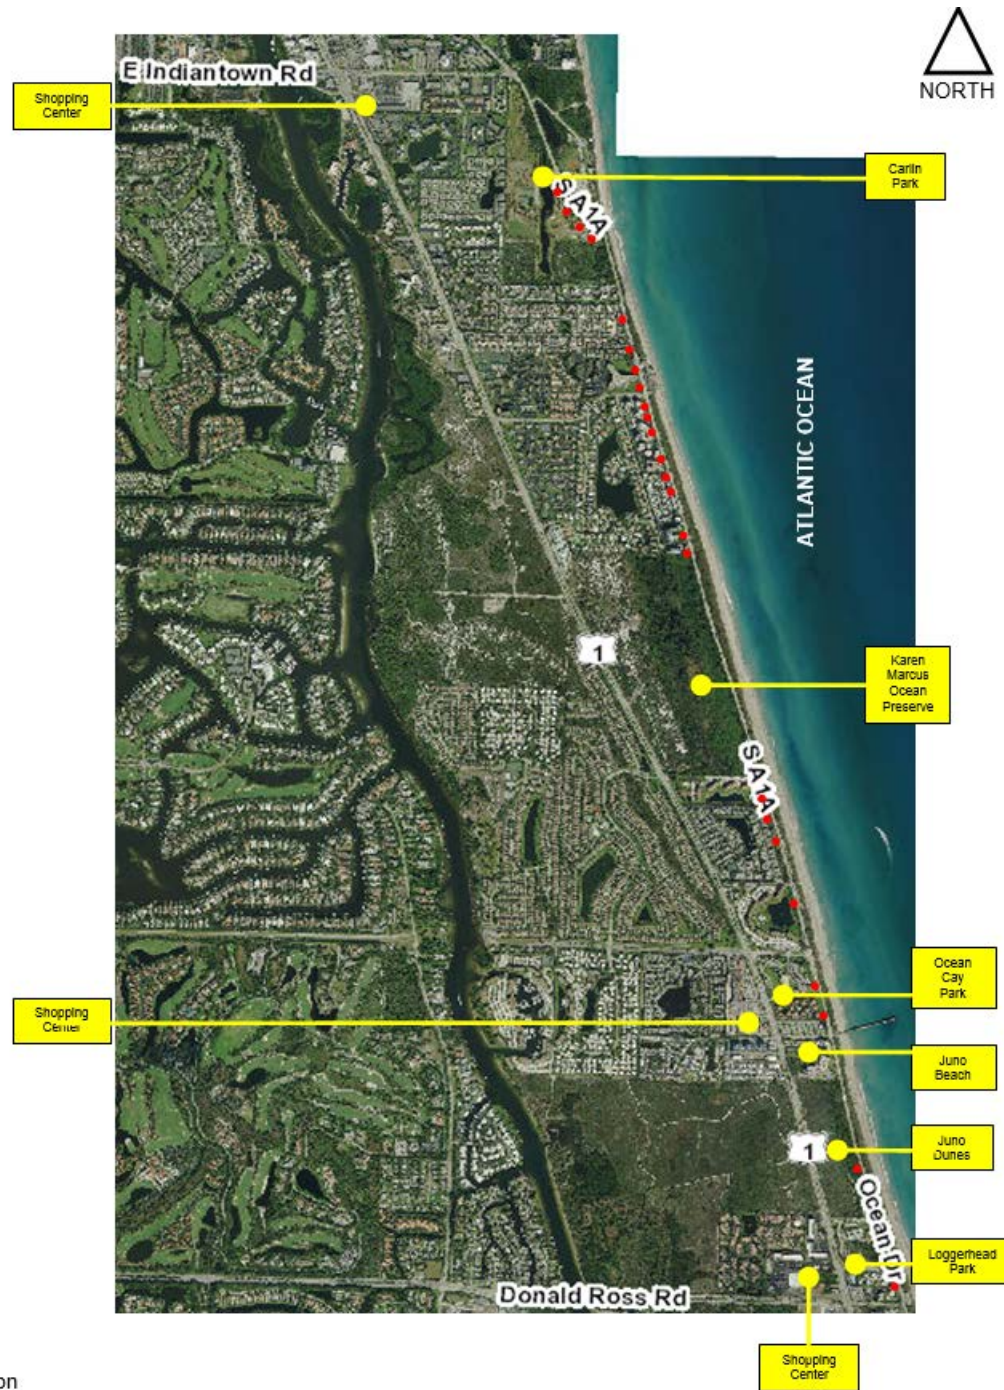 NORTH
E Indiantown Rd
Shopping
Center
Carlin
Park
S A1A
ATLANTIC OCEAN
1
Karen
Marcus
Ocean
Preserve
S A1A
Ocean
Cay
Park
Shopping
Center
Juno
Beach
1
Juno
Dunes
Ocean Dr
Loggerhead
Park
Donald Ross Rd
Shopping
Center
on